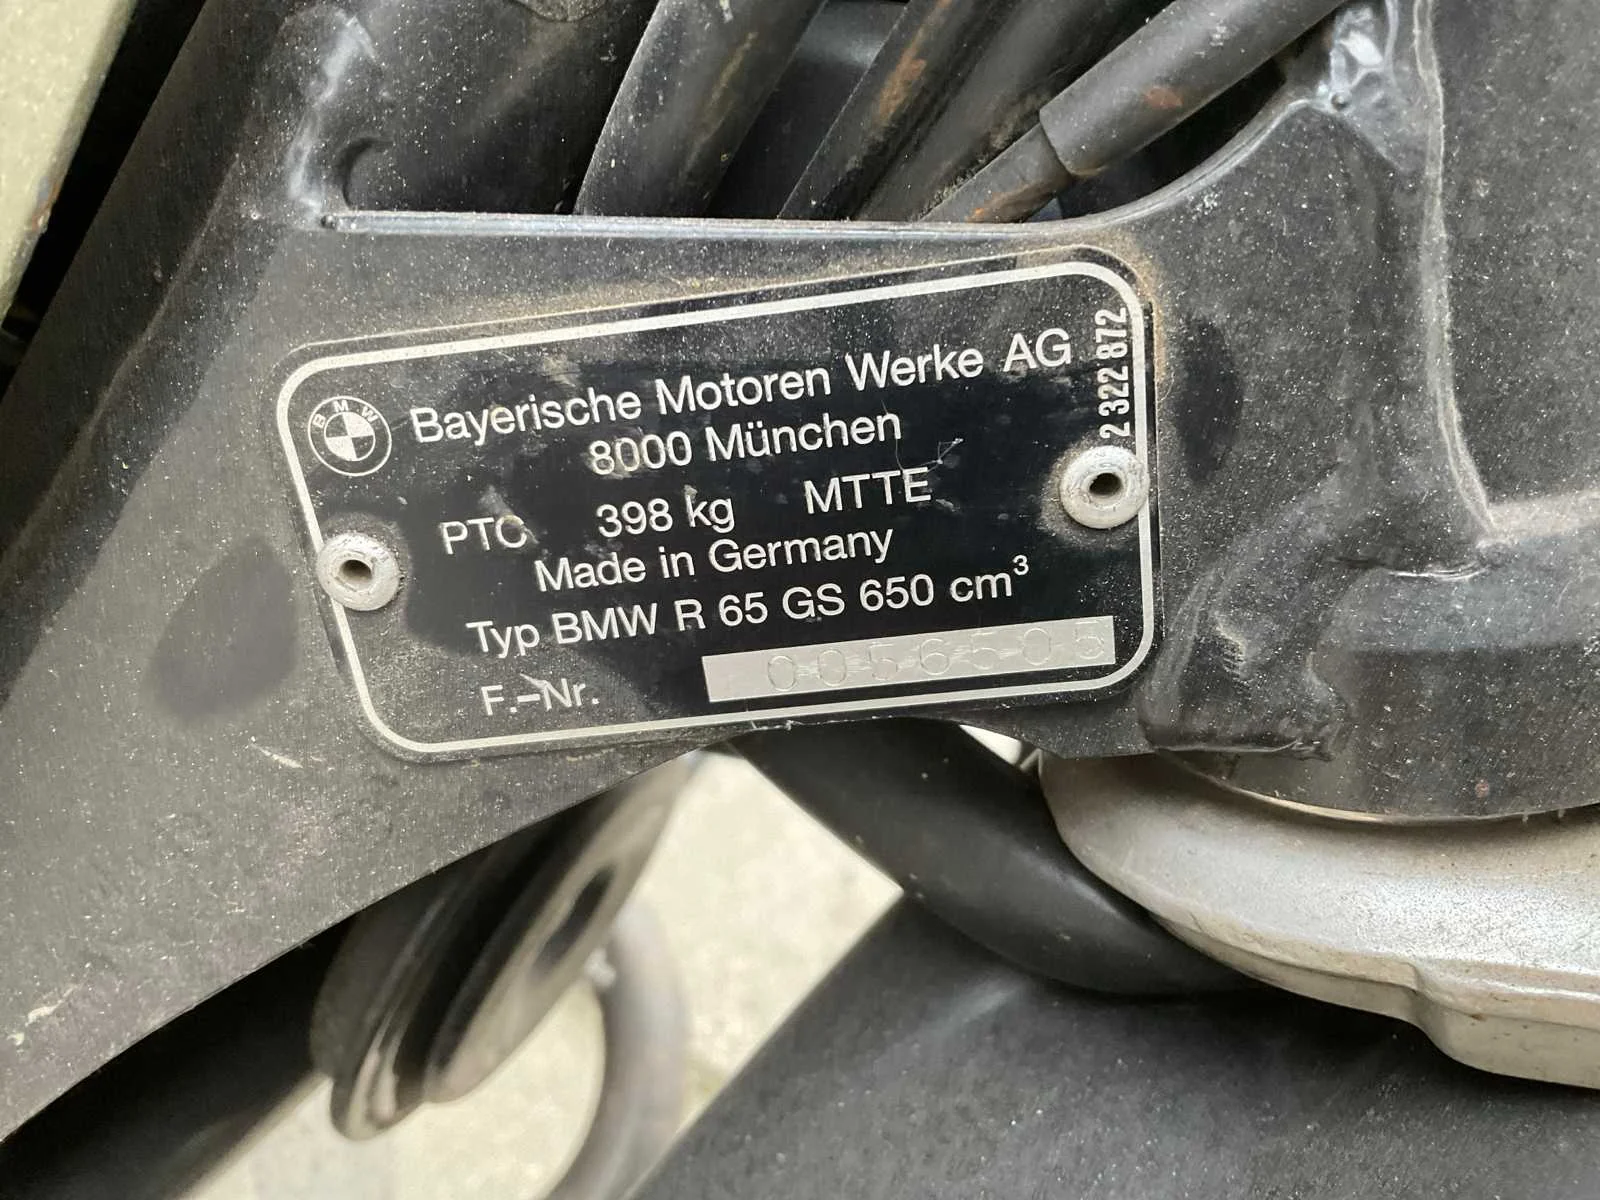 BMW
Bayerische Motoren Werke AG
8000 München
PTC 398 kg MTTE
Made in Germany
Typ BMW R 65 GS 650 cm³
F.-Nr. 0056505
2 322 872